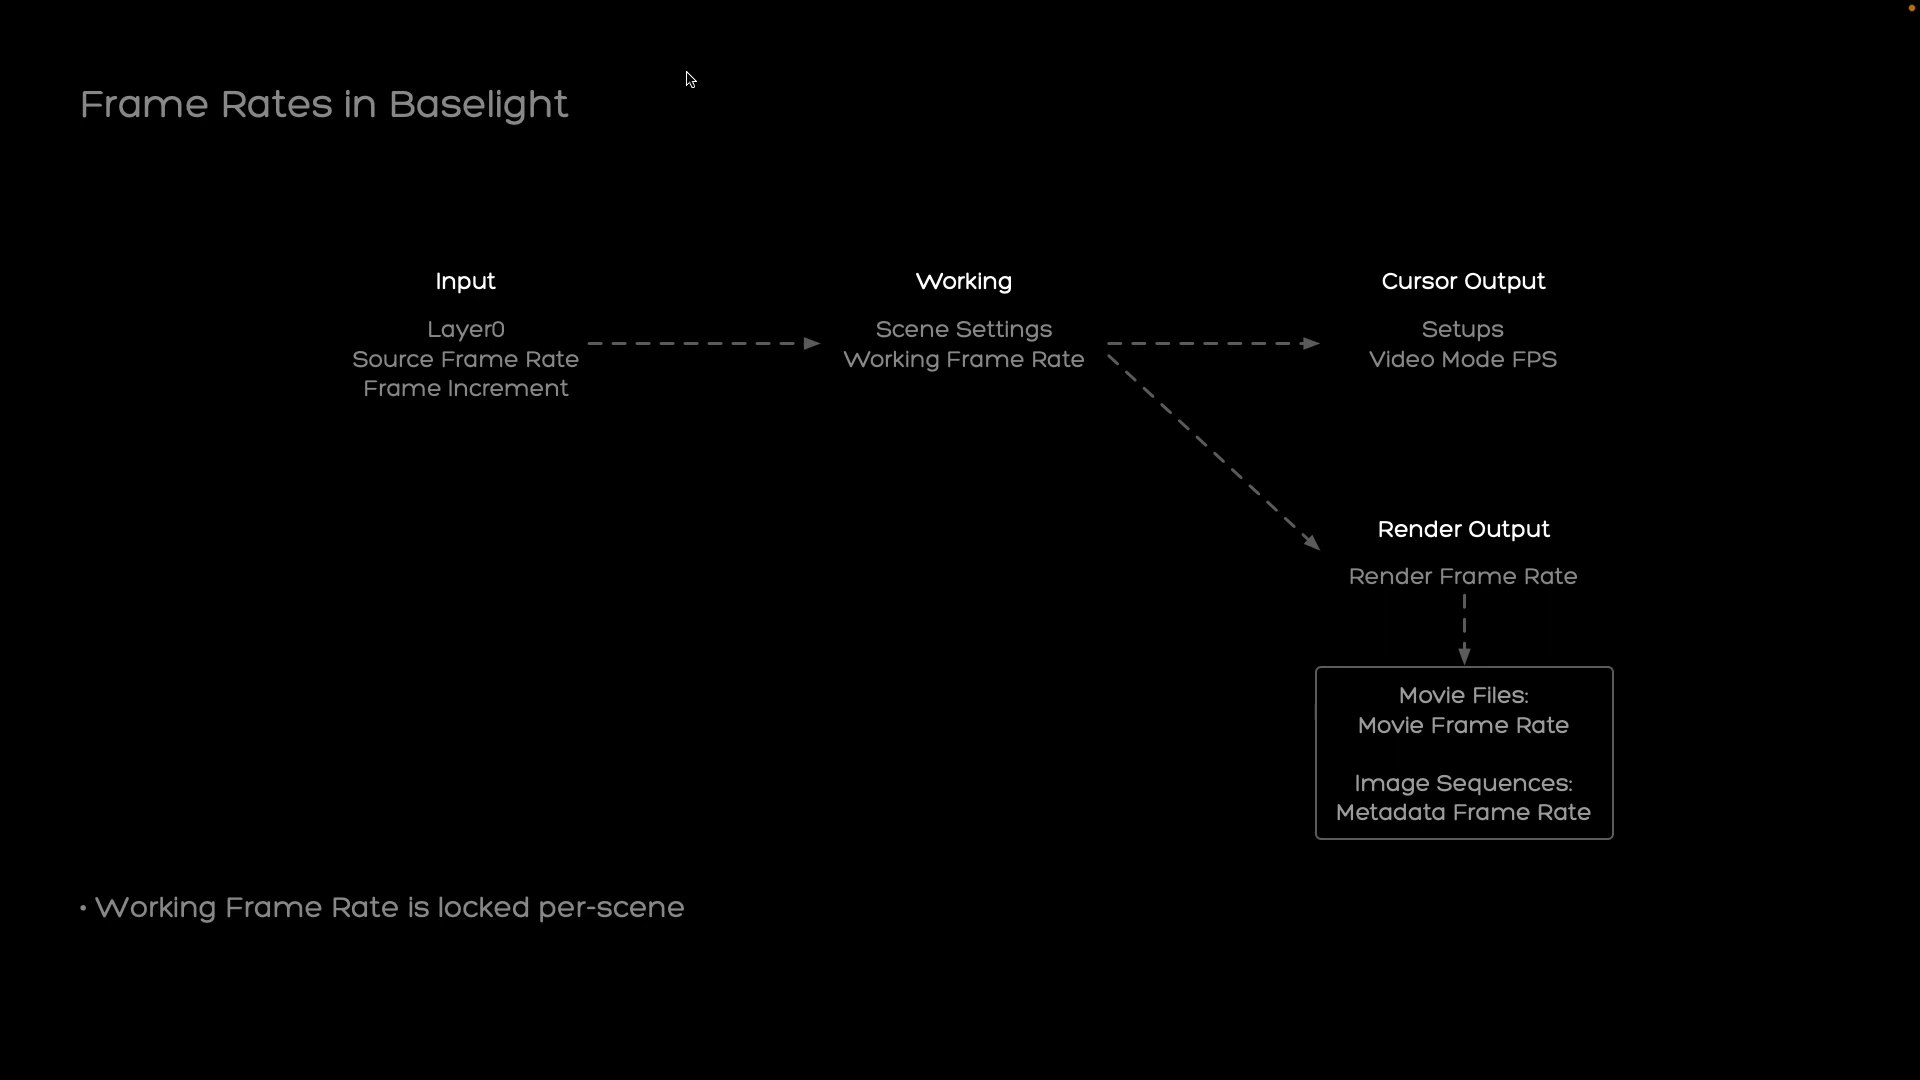 Frame Rates in Baselight
Input
Layer0
Source Frame Rate
Frame Increment
Working
Scene Settings
Working Frame Rate
Cursor Output
Setups
Video Mode FPS
Render Output
Render Frame Rate
Movie Files:
Movie Frame Rate
Image Sequences:
Metadata Frame Rate
• Working Frame Rate is locked per-scene